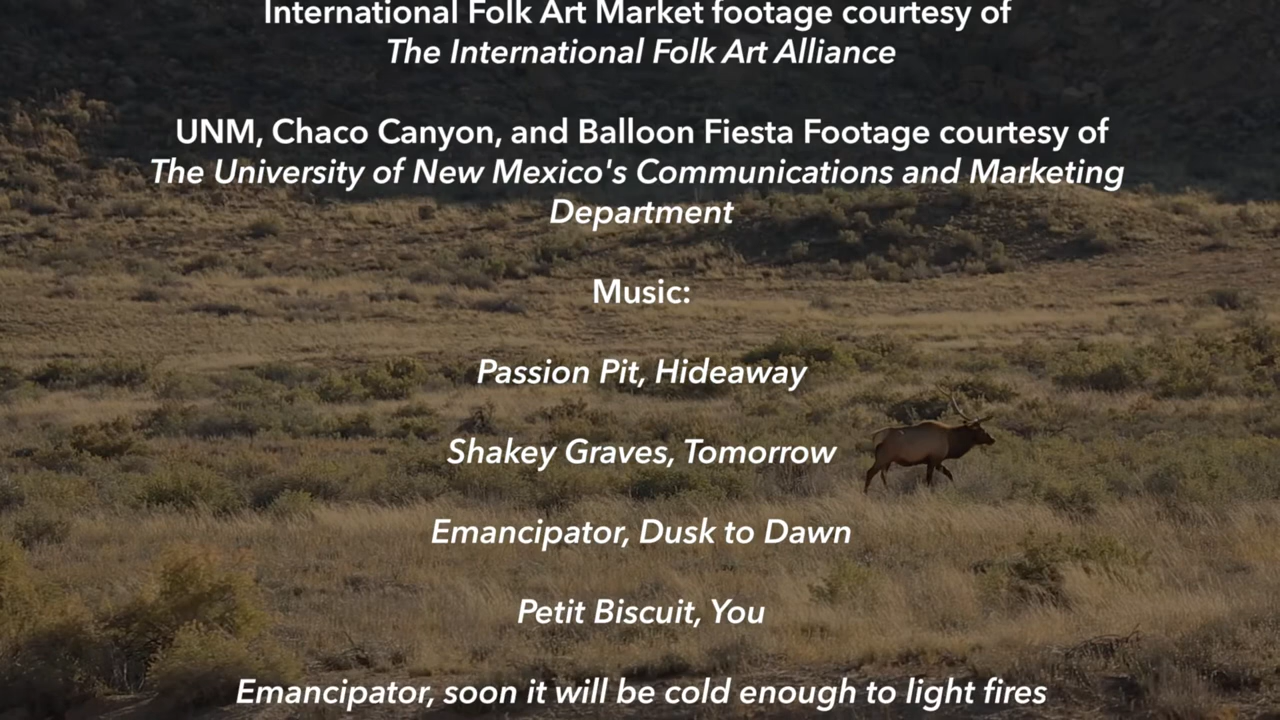 International Folk Art Market footage courtesy of
The International Folk Art Alliance
UNM, Chaco Canyon, and Balloon Fiesta Footage courtesy of
The University of New Mexico's Communications and Marketing
Department
Music:
Passion Pit, Hideaway
Shakey Graves, Tomorrow
Emancipator, Dusk to Dawn
Petit Biscuit, You
Emancipator, soon it will be cold enough to light fires